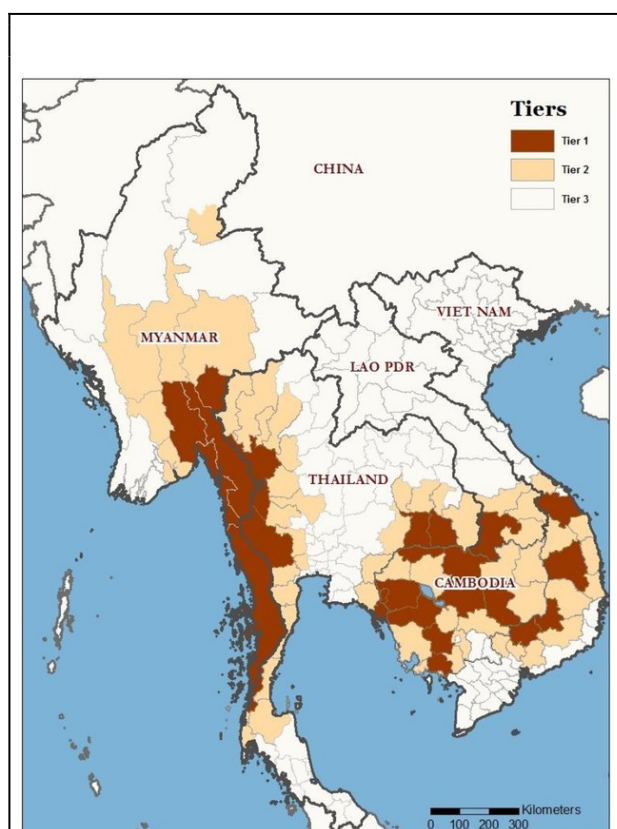 Tiers
Tier 1
Tier 2
Tier 3
CHINA
VIET NAM
MYANMAR
LAO PDR
THAILAND
CAMBODIA
Kilometers
0 100 200 300